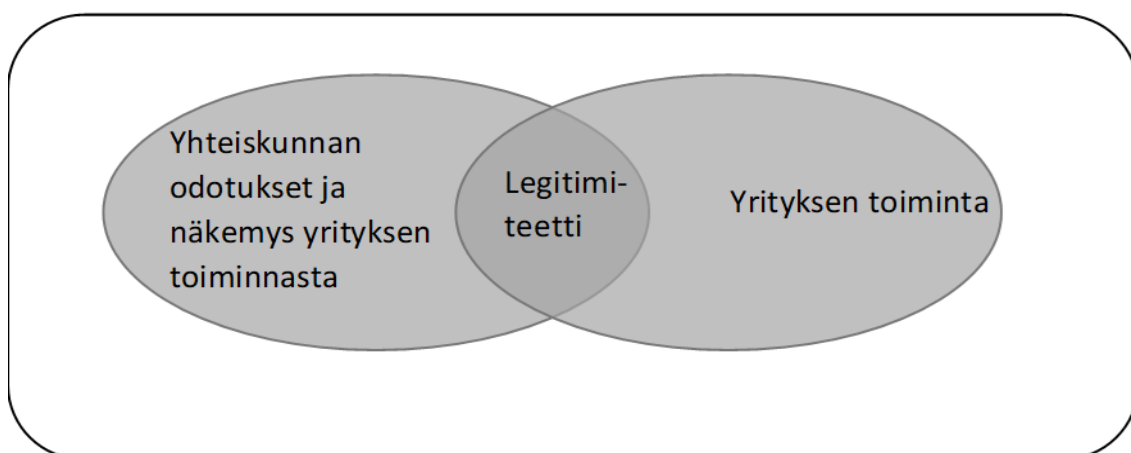 Yhteiskunnan
odotukset ja
näkemys yrityksen
toiminnasta
Legitimi-
teetti
Yrityksen toiminta